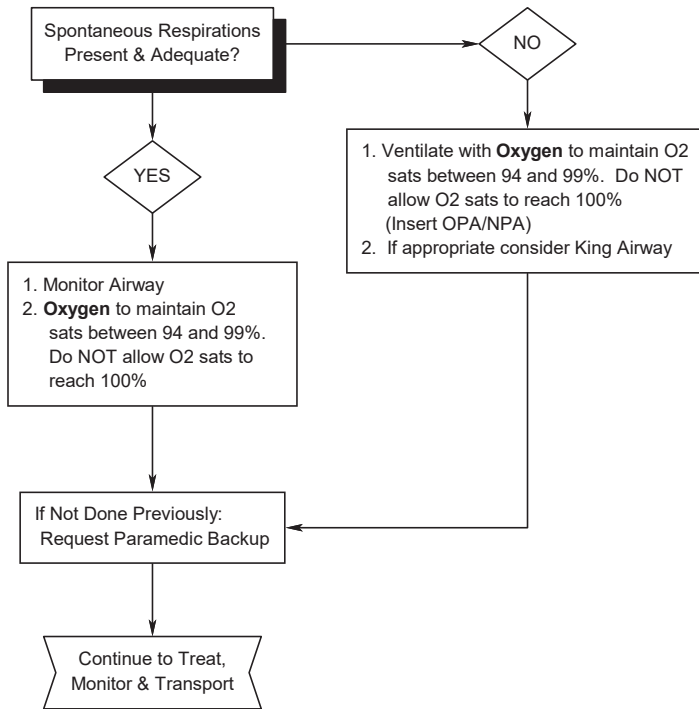 Spontaneous Respirations
Present & Adequate?
NO
YES
1. Ventilate with Oxygen to maintain O2
sats between 94 and 99%. Do NOT
allow O2 sats to reach 100%
(Insert OPA/NPA)
2. If appropriate consider King Airway
1. Monitor Airway
2. Oxygen to maintain O2
sats between 94 and 99%.
Do NOT allow O2 sats to
reach 100%
If Not Done Previously:
Request Paramedic Backup
Continue to Treat,
Monitor & Transport